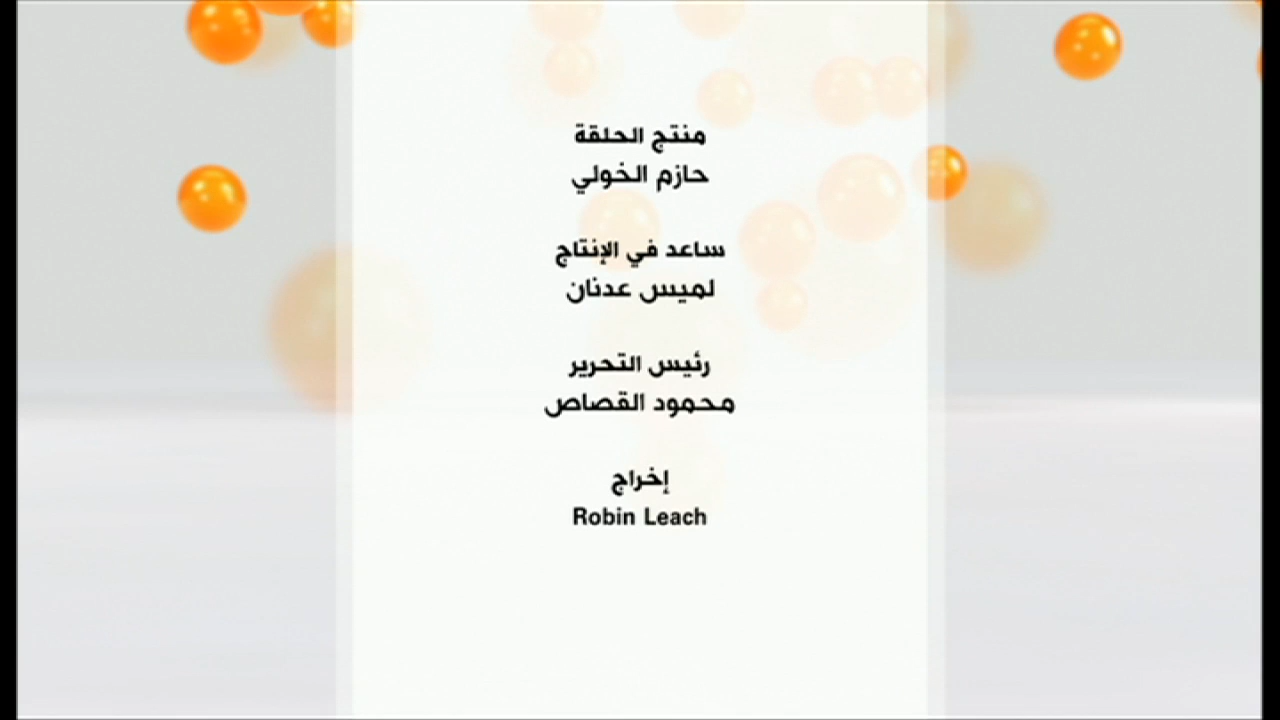 منتج الحلقة
حازم الخولي
ساعد في الإنتاج
لميس عدنان
رئيس التحرير
محمود القصاص
إخراج
Robin Leach